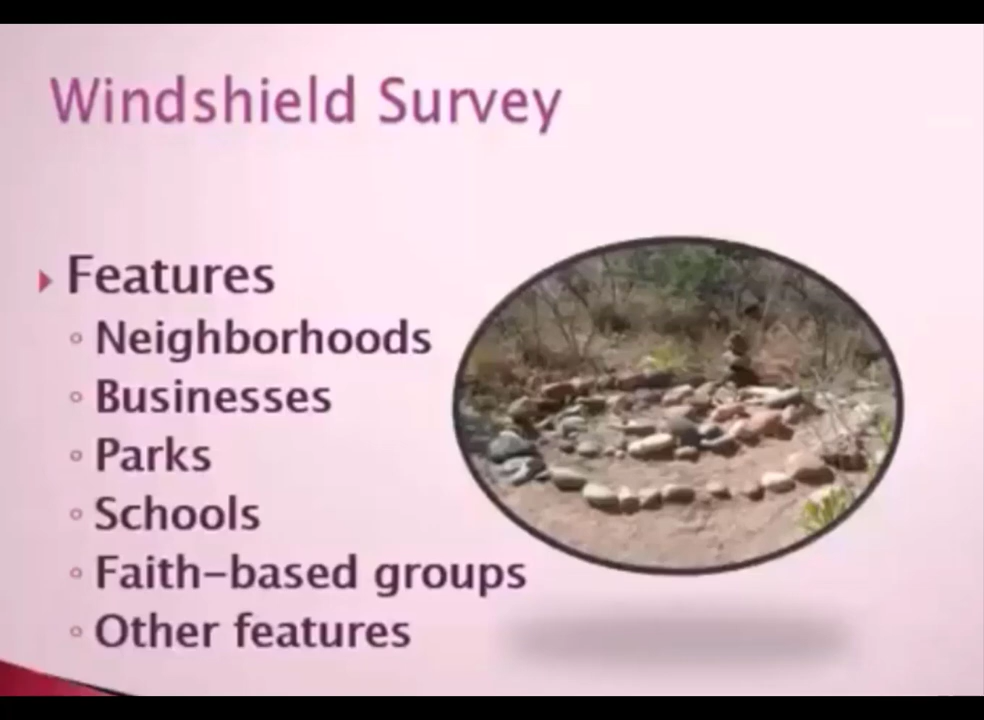 Windshield Survey
Features
Neighborhoods
Businesses
Parks
Schools
Faith-based groups
Other features